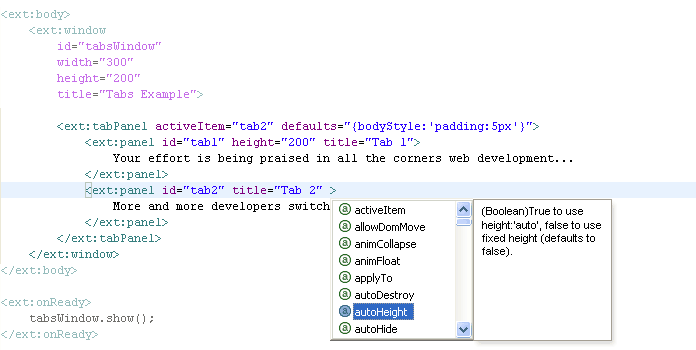 <ext:body>
<ext:window
id="tabsWindow"
width="300"
height="200"
title="Tabs Example">
<ext:tabPanel activeItem="tab2" defaults="{bodyStyle:'padding:5px'}">
<ext:panel id="tab1" height="200" title="Tab 1">
Your effort is being praised in all the corners web development...
</ext:panel>
<ext:panel id="tab2" title="Tab 2" >
More and more developers switch
</ext:panel>
</ext:tabPanel>
</ext:window>
</ext:body>
<ext:onReady>
tabsWindow.show();
</ext:onReady>
a activeItem
a allowDomMove
a animCollapse
a animFloat
a applyTo
a autoDestroy
a autoHeight
a autoHide
(Boolean)True to use
height:'auto', false to use
fixed height (defaults to
false).